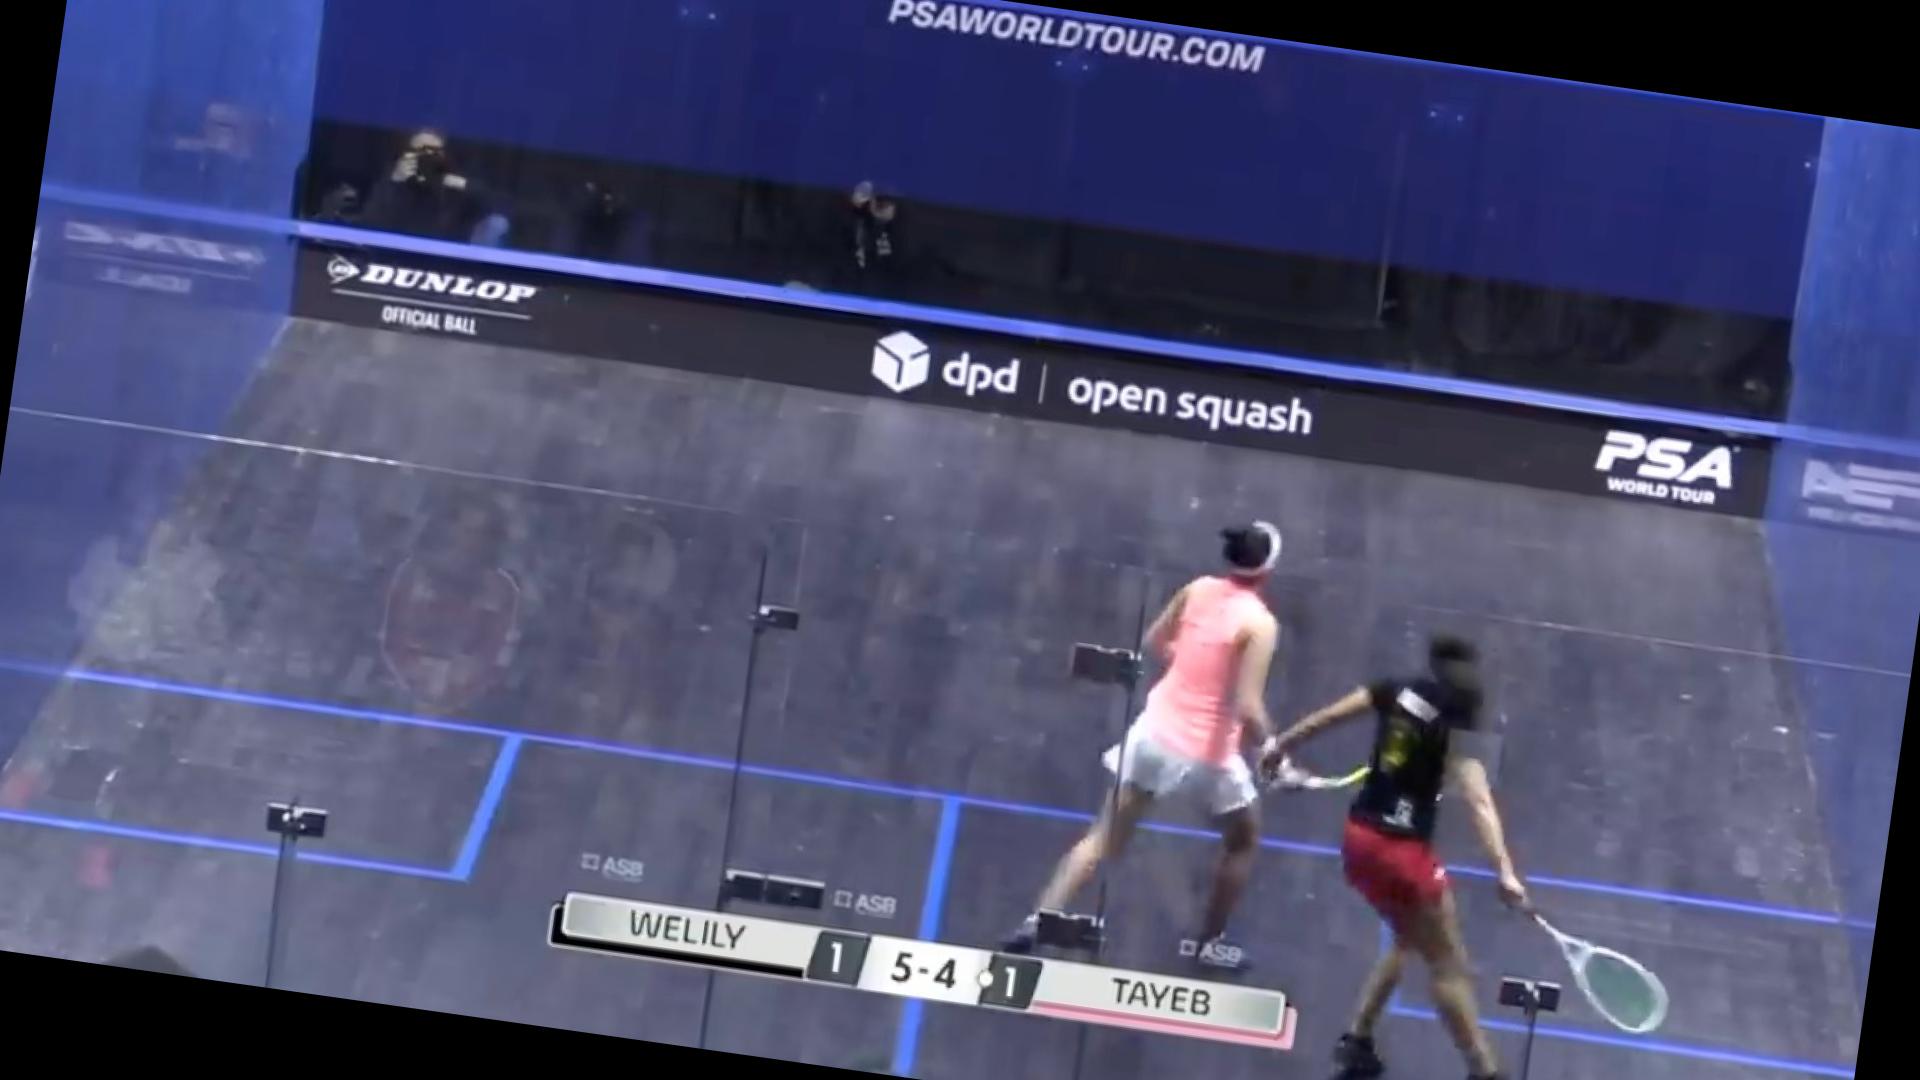 PSAWORLDTOUR.COM
DUNLOP
OFFICIAL BALL
dpd | open squash
PSA
WORLD TOUR
ASB
ASB
ASB
WELILY 1 5-4 1 TAYEB